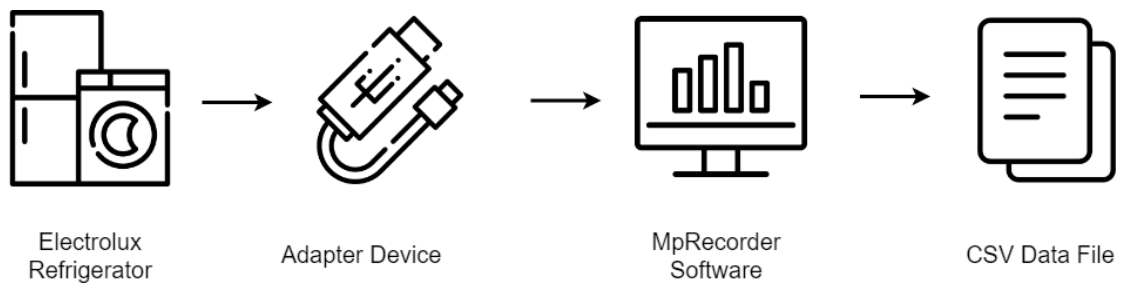 Electrolux
Refrigerator
Adapter Device
MpRecorder
Software
CSV Data File